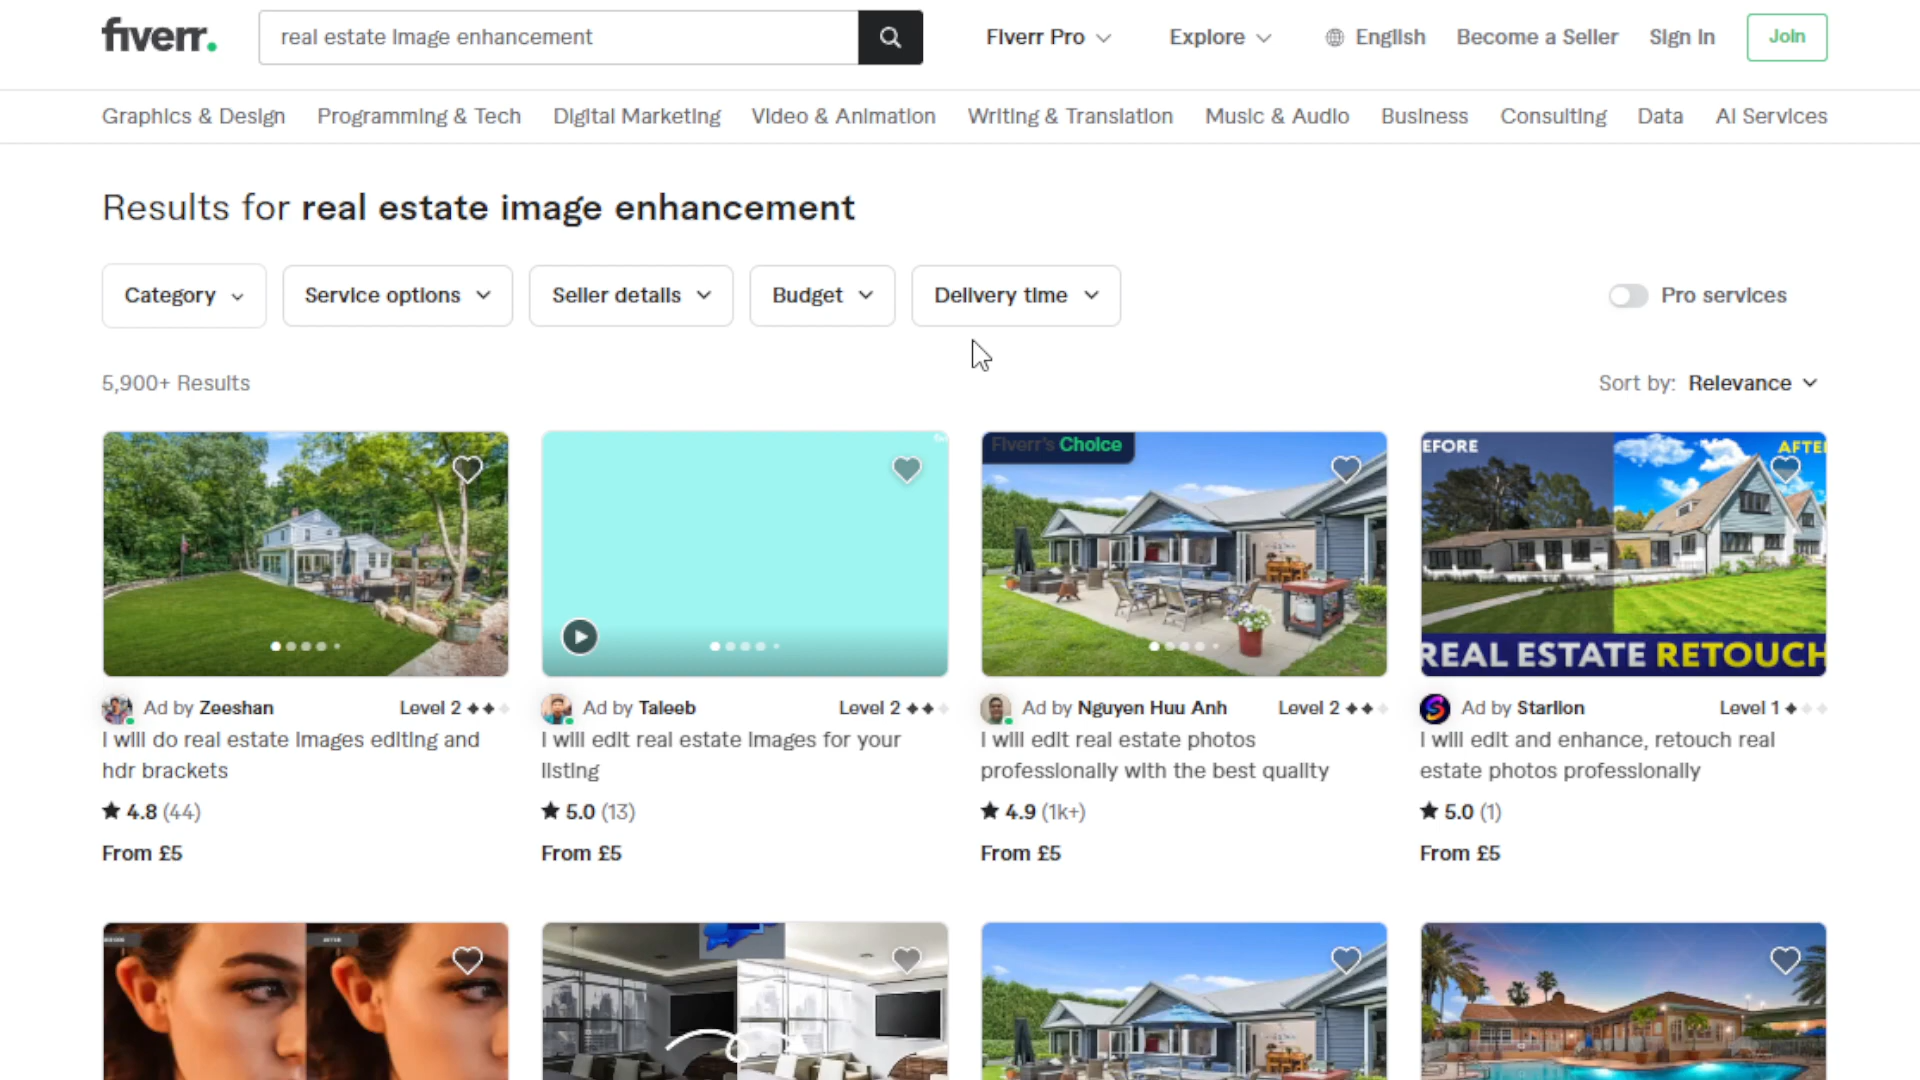 fiverr.
real estate image enhancement
Fiverr Pro
Explore
English
Become a Seller
Sign In
Join
Graphics & Design
Programming & Tech
Digital Marketing
Video & Animation
Writing & Translation
Music & Audio
Business
Consulting
Data
AI Services
Results for real estate image enhancement
Category
Service options
Seller details
Budget
Delivery time
Pro services
5,900+ Results
Sort by: Relevance
Fiverr's Choice
EFORE
AFTE
REAL ESTATE RETOUCH
Ad by Zeeshan
Level 2
I will do real estate images editing and
hdr brackets
4.8 (44)
From £5
Ad by Taleeb
Level 2
I will edit real estate images for your
listing
5.0 (13)
From £5
Ad by Nguyen Huu Anh
Level 2
I will edit real estate photos
professionally with the best quality
4.9 (1k+)
From £5
Ad by Starlion
Level 1
I will edit and enhance, retouch real
estate photos professionally
5.0 (1)
From £5
AFTER